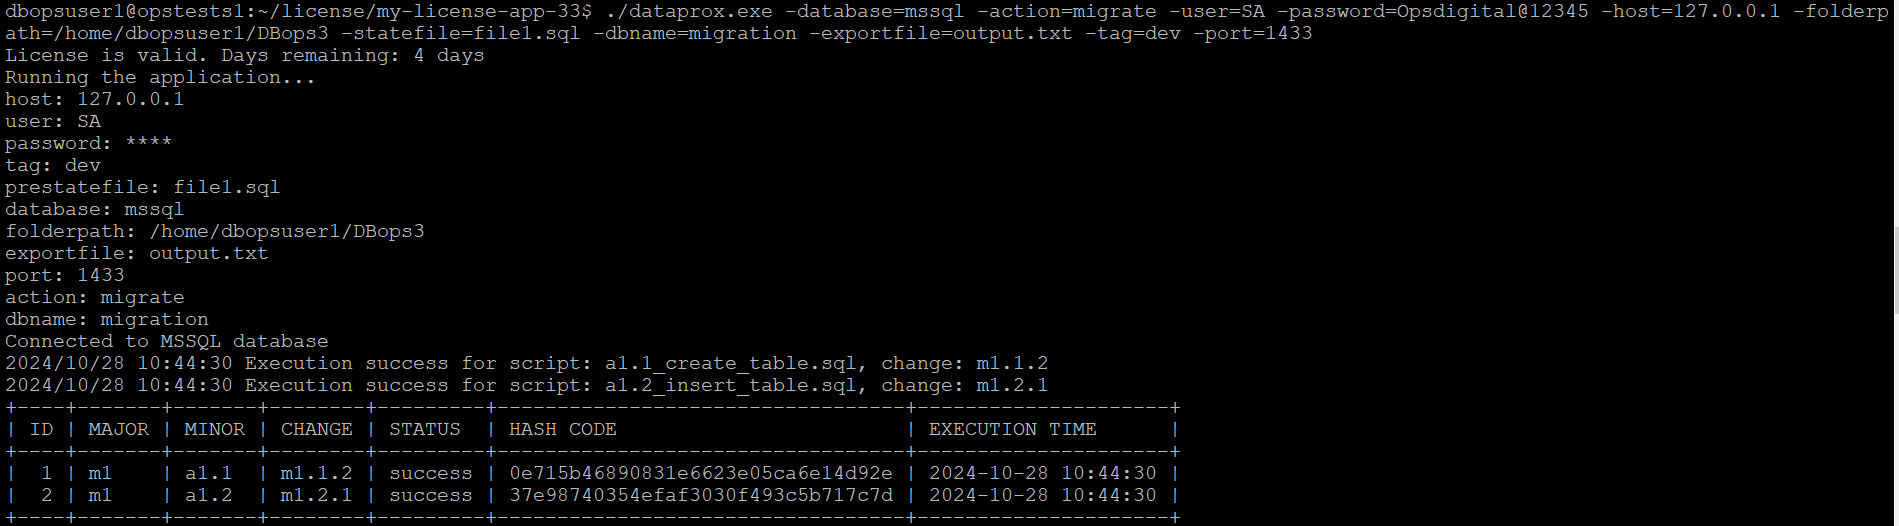 dbopsuser1@opstests1:~/license/my-license-app-33$ ./dataprox.exe -database=mssql -action=migrate -user=SA -password=Opsdigital@12345 -host=127.0.0.1 -folderp
ath=/home/dbopsuser1/DBops3 -statefile=file1.sql -dbname=migration -exportfile=output.txt -tag=dev -port=1433
License is valid. Days remaining: 4 days
Running the application...
host: 127.0.0.1
user: SA
password: ****
tag: dev
prestatefile: file1.sql
database: mssql
folderpath: /home/dbopsuser1/DBops3
exportfile: output.txt
port: 1433
action: migrate
dbname: migration
Connected to MSSQL database
2024/10/28 10:44:30 Execution success for script: a1.1_create_table.sql, change: m1.1.2
2024/10/28 10:44:30 Execution success for script: a1.2_insert_table.sql, change: m1.2.1
+----+-------+-------+--------+---------+----------------------------------+---------------------+
| ID | MAJOR | MINOR | CHANGE | STATUS  | HASH CODE                        | EXECUTION TIME      |
+----+-------+-------+--------+---------+----------------------------------+---------------------+
|  1 | m1    | a1.1  | m1.1.2 | success | 0e715b46890831e6623e05ca6e14d92e | 2024-10-28 10:44:30 |
|  2 | m1    | a1.2  | m1.2.1 | success | 37e98740354efaf3030f493c5b717c7d | 2024-10-28 10:44:30 |
+----+-------+-------+--------+---------+----------------------------------+---------------------+